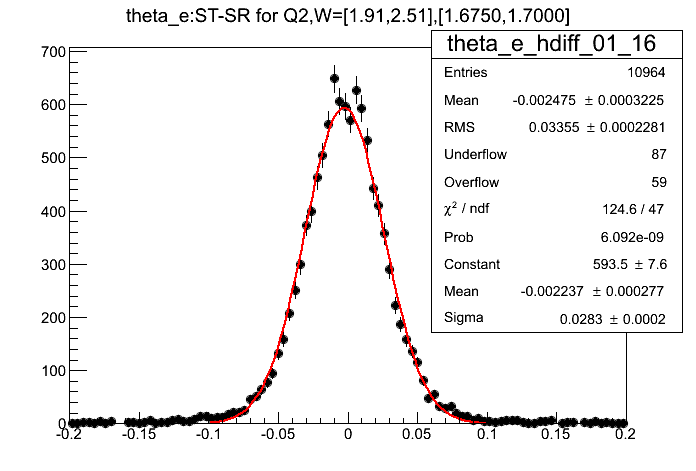 theta_e:ST-SR for Q2,W=[1.91,2.51],[1.6750,1.7000]
theta_e_hdiff_01_16
Entries 10964
Mean -0.002475 ± 0.0003225
RMS 0.03355 ± 0.0002281
Underflow 87
Overflow 59
χ² / ndf 124.6 / 47
Prob 6.092e-09
Constant 593.5 ± 7.6
Mean -0.002237 ± 0.000277
Sigma 0.0283 ± 0.0002
700
600
500
400
300
200
100
0
-0.2 -0.15 -0.1 -0.05 0 0.05 0.1 0.15 0.2